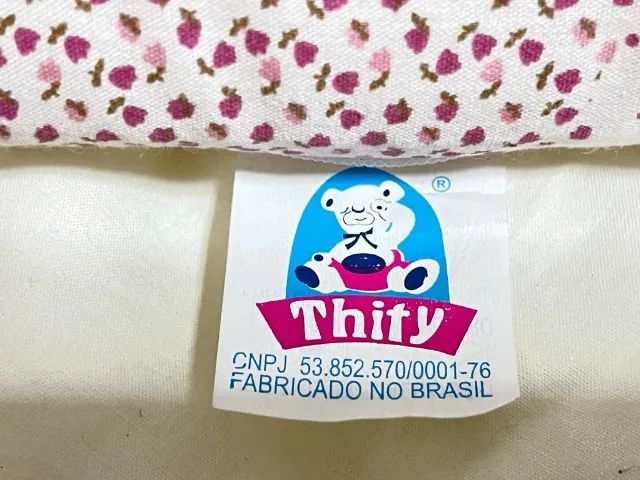 ®
Thity
CNPJ 53.852.570/0001-76
FABRICADO NO BRASIL